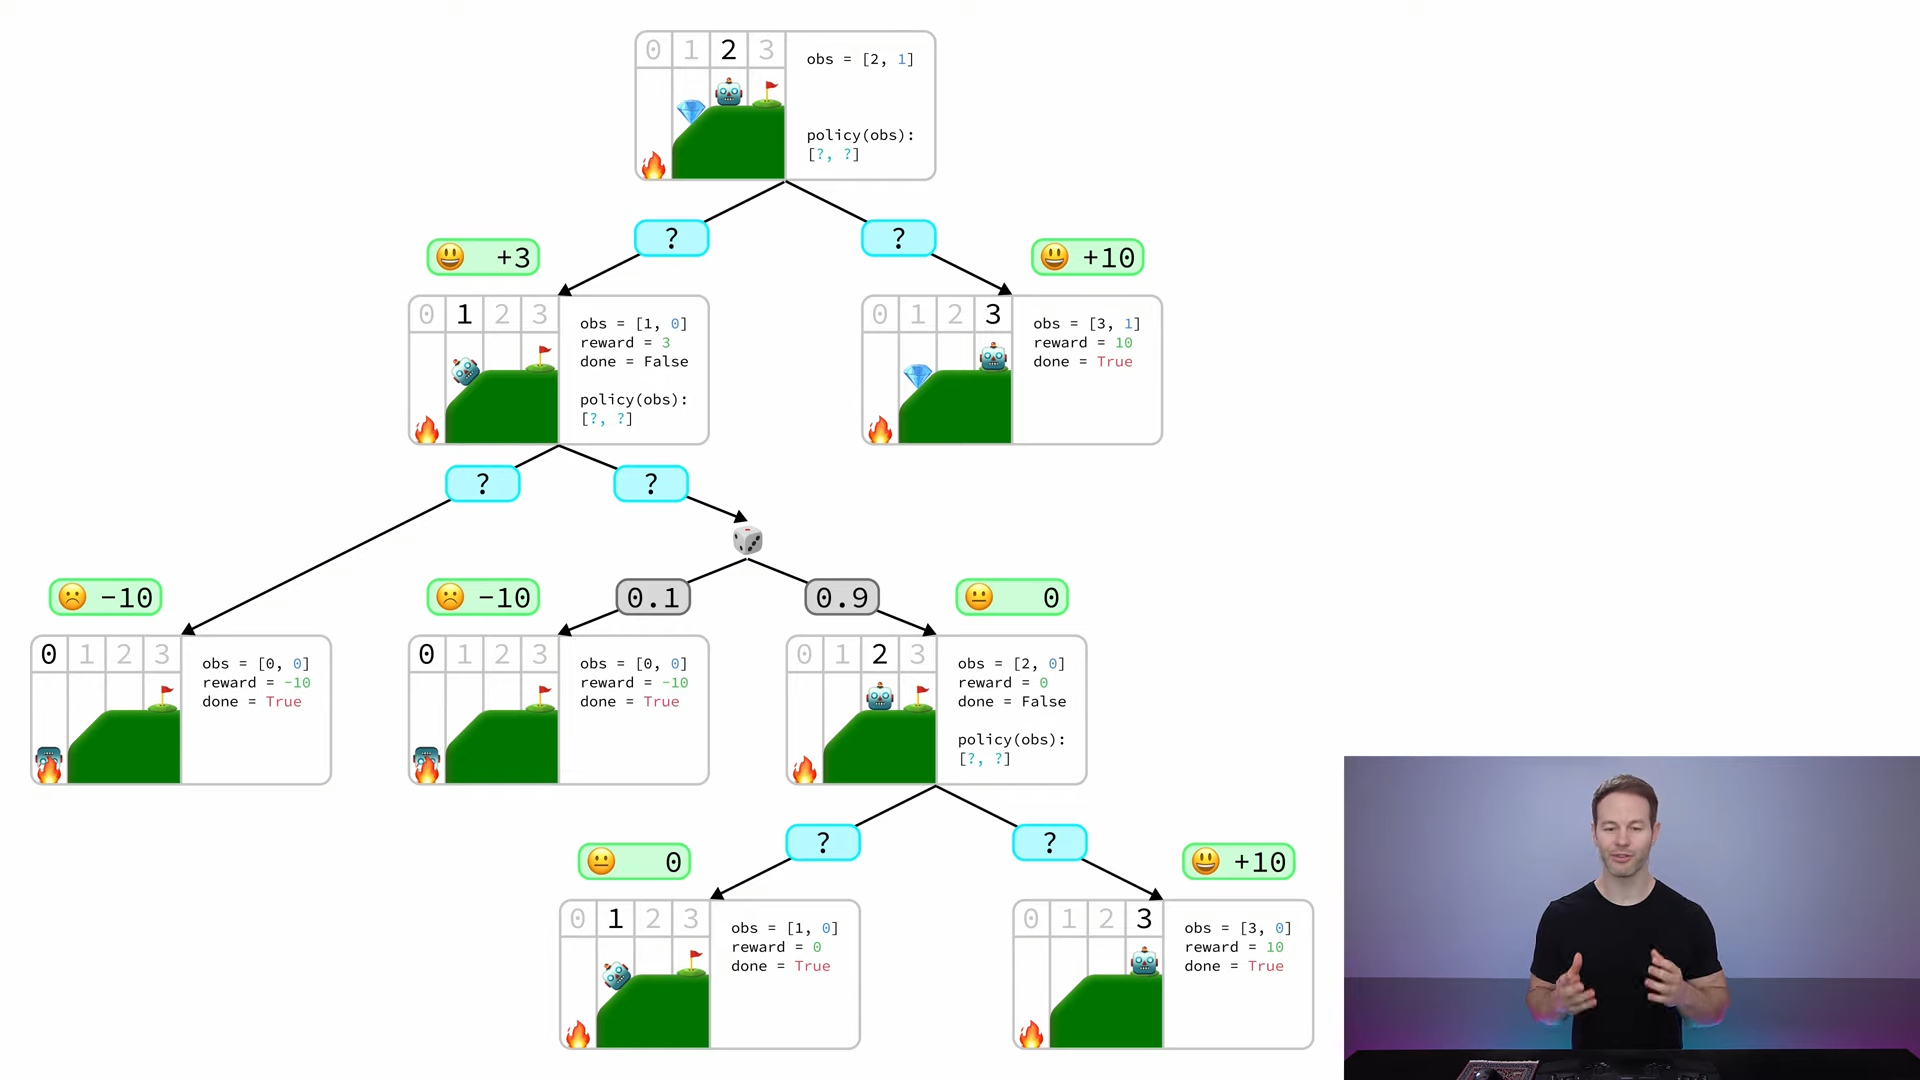 0 1 2 3
obs = [2, 1]
policy(obs):
[?, ?]
?
?
+3
+10
0 1 2 3
obs = [1, 0]
reward = 3
done = False
policy(obs):
[?, ?]
0 1 2 3
obs = [3, 1]
reward = 10
done = True
?
?
-10
-10
0.1
0.9
0
0 1 2 3
obs = [0, 0]
reward = -10
done = True
0 1 2 3
obs = [0, 0]
reward = -10
done = True
0 1 2 3
obs = [2, 0]
reward = 0
done = False
policy(obs):
[?, ?]
?
?
0
+10
0 1 2 3
obs = [1, 0]
reward = 0
done = True
0 1 2 3
obs = [3, 0]
reward = 10
done = True